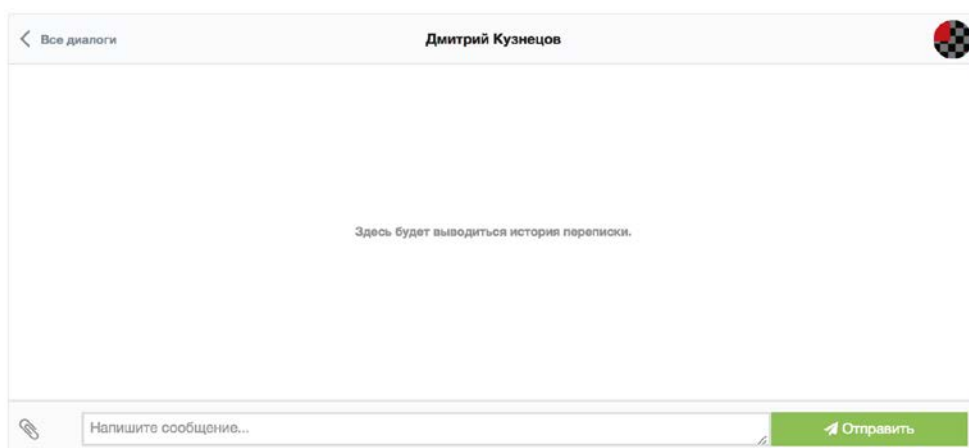 Все диалоги
Дмитрий Кузнецов
Здесь будет выводиться история переписки.
Напишите сообщение...
Отправить